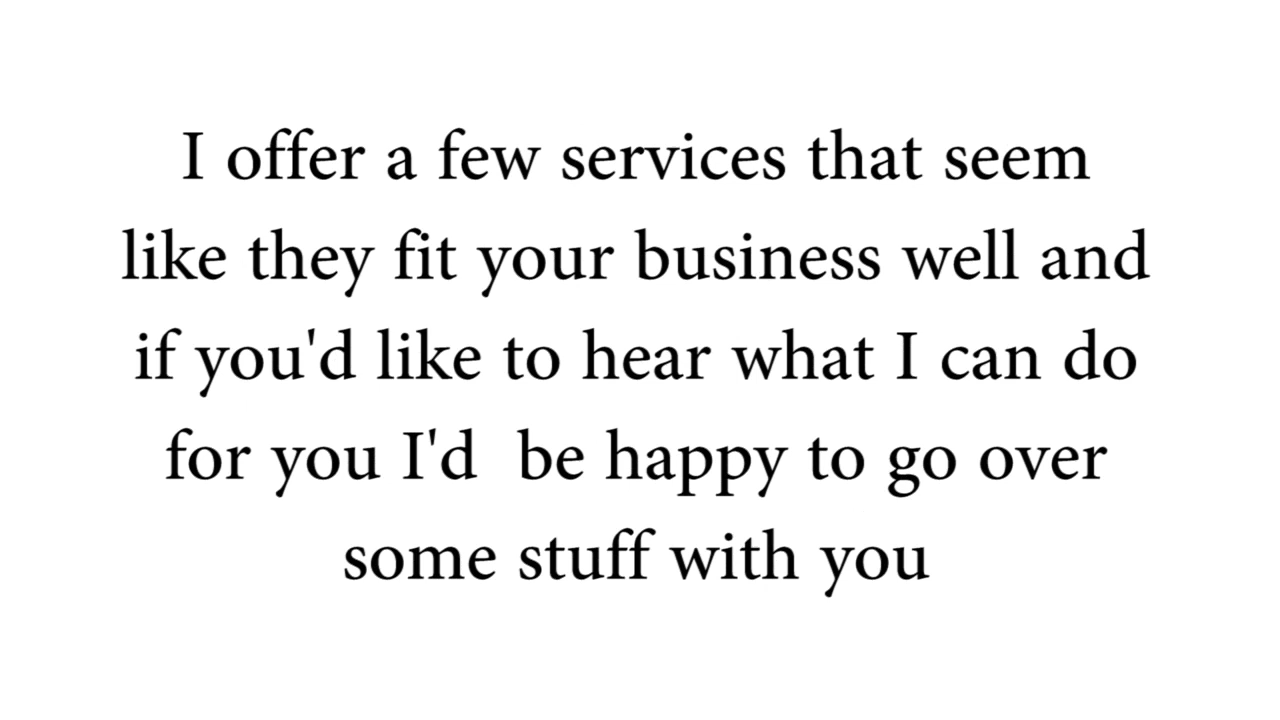 I offer a few services that seem
like they fit your business well and
if you'd like to hear what I can do
for you I'd  be happy to go over
some stuff with you